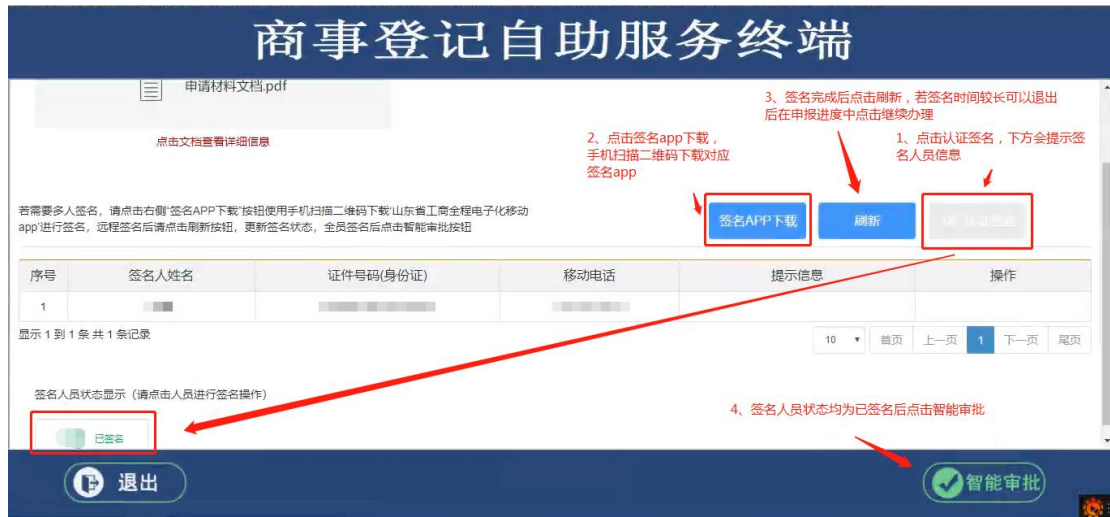 商事登记自助服务终端
申请材料文档.pdf
点击文档查看详细信息
3、签名完成后点击刷新，若签名时间较长可以退出
后在申报进度中点击继续办理
2、点击签名app下载，
手机扫描二维码下载对应
签名app
1、点击认证签名，下方会提示签
名人员信息
若需要多人签名，请点击右侧“签名APP下载”按钮使用手机扫描二维码下载'山东省工商全程电子化移动
app'进行签名，远程签名后请点击刷新按钮，更新签名状态，全员签名后点击智能审批按钮
签名APP下载
刷新
认证签名
序号 签名人姓名 证件号码(身份证) 移动电话 提示信息 操作
1
显示 1 到 1 条 共 1 条记录
10 首页 上一页 1 下一页 尾页
签名人员状态显示（请点击人员进行签名操作）
已签名
4、签名人员状态均为已签名后点击智能审批
退出
智能审批